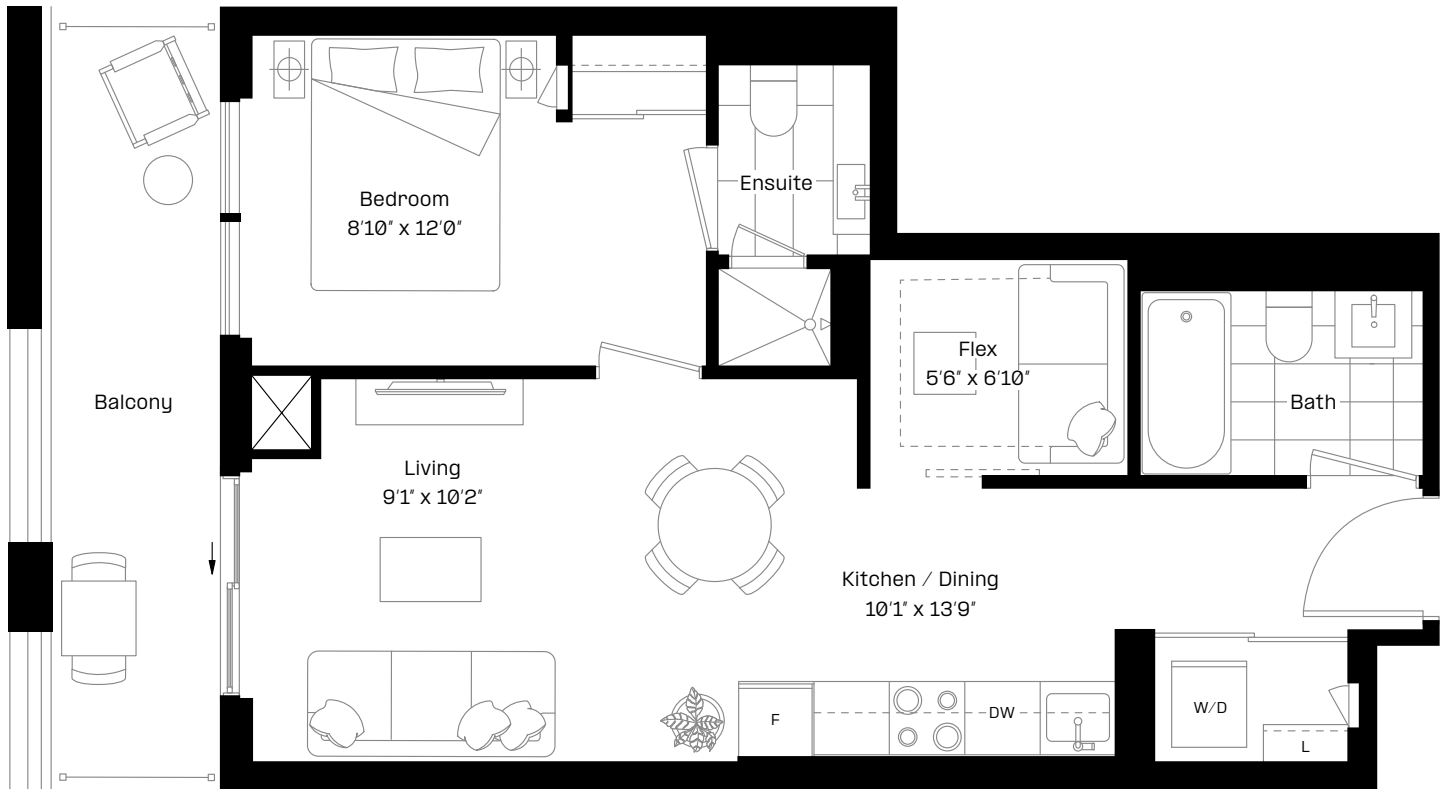 Bedroom
8'10" x 12'0"
Ensuite
Flex
5'6" x 6'10"
Bath
Balcony
Living
9'1" x 10'2"
Kitchen / Dining
10'1" x 13'9"
F
DW
W/D
L